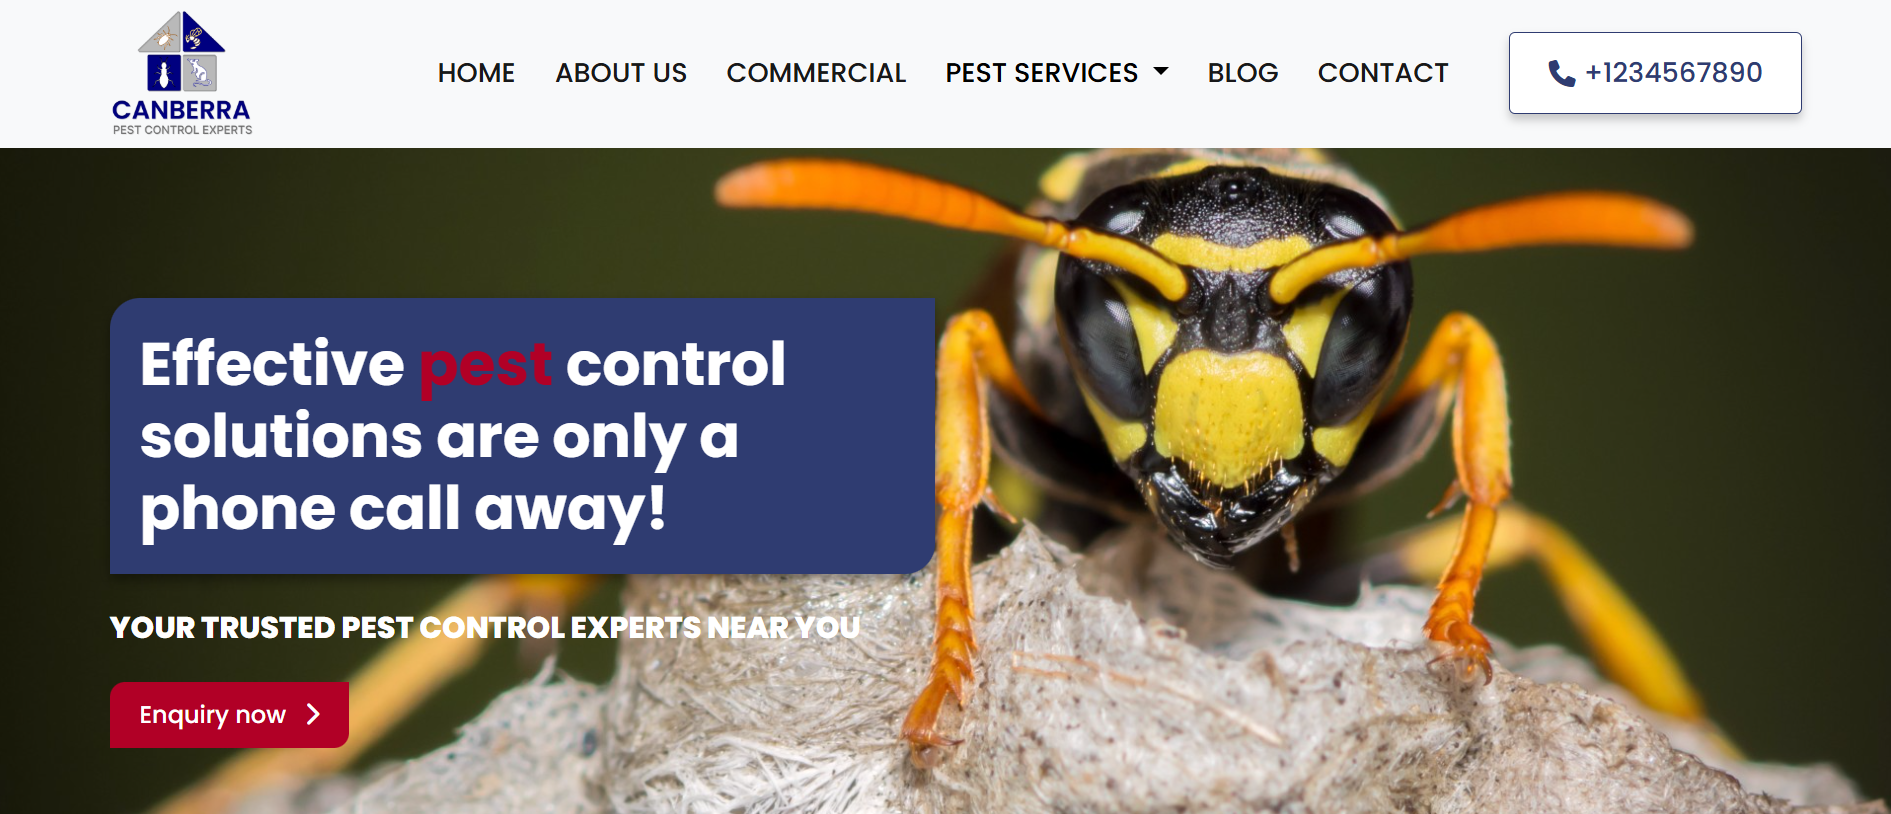 CANBERRA
PEST CONTROL EXPERTS
HOME
ABOUT US
COMMERCIAL
PEST SERVICES
BLOG
CONTACT
+1234567890
Effective pest control
solutions are only a
phone call away!
YOUR TRUSTED PEST CONTROL EXPERTS NEAR YOU
Enquiry now